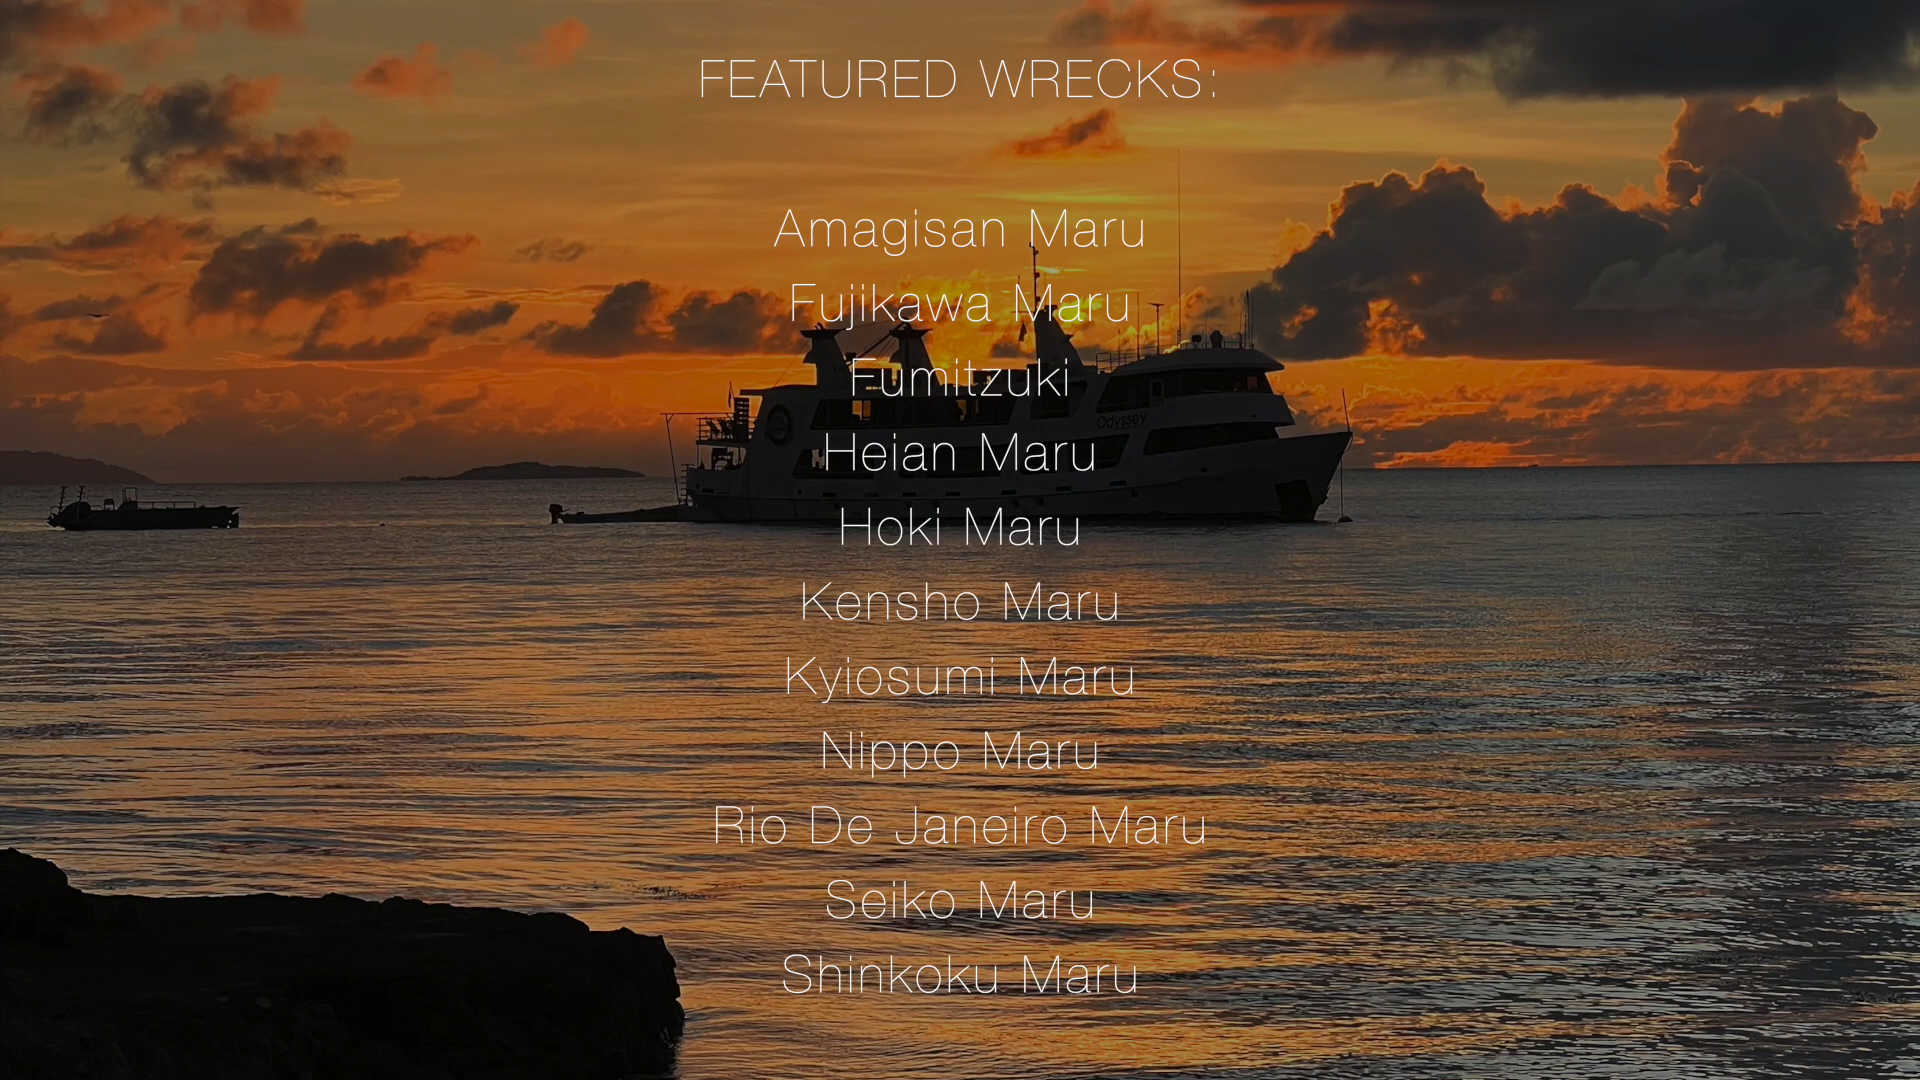 FEATURED WRECKS:
Amagisan Maru
Fujikawa Maru
Fumitzuki
Odyssey
Heian Maru
Hoki Maru
Kensho Maru
Kyiosumi Maru
Nippo Maru
Rio De Janeiro Maru
Seiko Maru
Shinkoku Maru